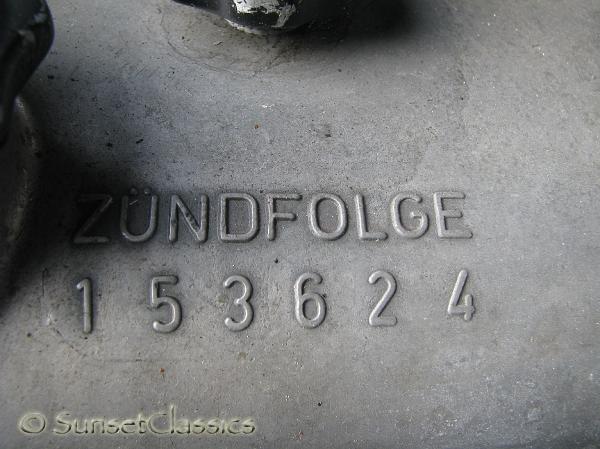 ZÜNDFOLGE
1 5 3 6 2 4
© SunsetClassics